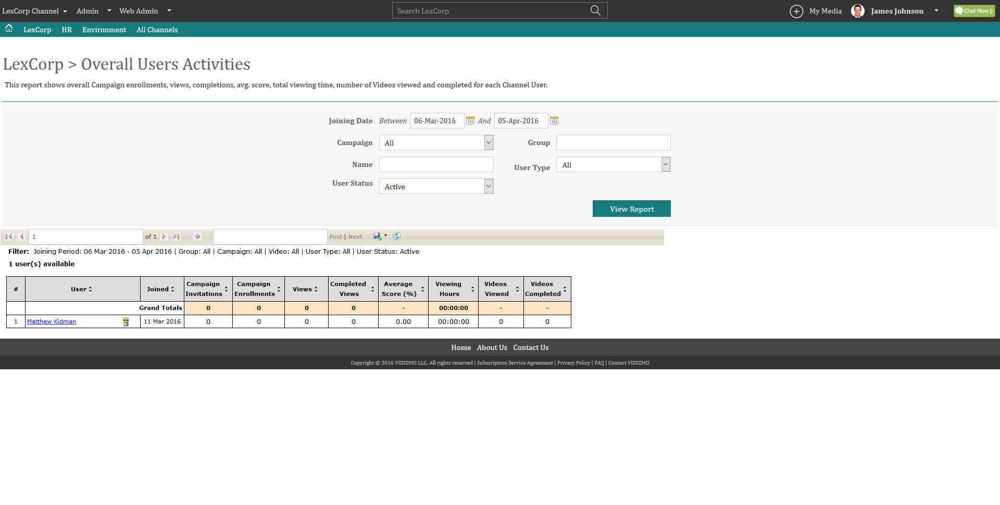 LexCorp Channel Admin Web Admin Search LexCorp My Media James Johnson Chat Now
LexCorp HR Environment All Channels
LexCorp > Overall Users Activities
This report shows overall Campaign enrollments, views, completions, avg. score, total viewing time, number of Videos viewed and completed for each Channel User.
Joining Date Between 06-Mar-2016 And 05-Apr-2016
Campaign All Group
Name User Type All
User Status Active
View Report
1 of 1 Find | Next
Filter: Joining Period: 06 Mar 2016 - 05 Apr 2016 | Group: All | Campaign: All | Video: All | User Type: All | User Status: Active
1 user(s) available
# User Joined Campaign Invitations Campaign Enrollments Views Completed Views Average Score (%) Viewing Hours Videos Viewed Videos Completed
Grand Totals 0 0 0 0 - 00:00:00 - -
1 Matthew Kidman 11 Mar 2016 0 0 0 0 0.00 00:00:00 0 0
Home About Us Contact Us
Copyright © 2016 VIDIZMO LLC. All rights reserved | Subscription Service Agreement | Privacy Policy | FAQ | Contact VIDIZMO